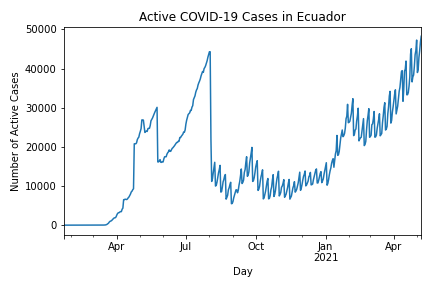 Active COVID-19 Cases in Ecuador
50000
40000
30000
20000
10000
0
Number of Active Cases
Apr
Jul
Oct
Jan
2021
Apr
Day